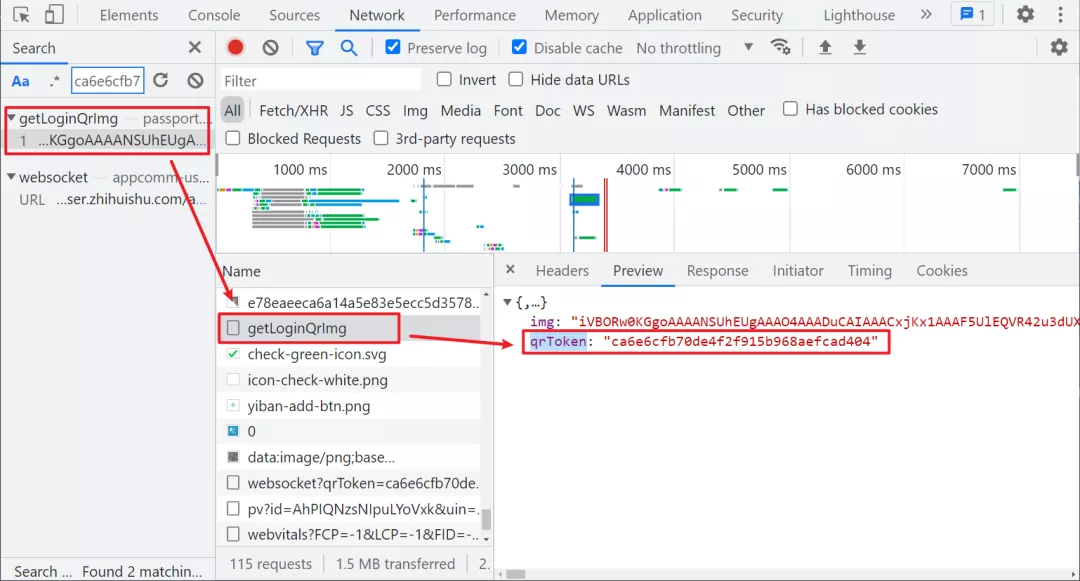 Elements Console Sources Network Performance Memory Application Security Lighthouse 1
Search
Preserve log Disable cache No throttling
Aa .* ca6e6cfb7
Filter Invert Hide data URLs
All Fetch/XHR JS CSS Img Media Font Doc WS Wasm Manifest Other Has blocked cookies
Blocked Requests 3rd-party requests
getLoginQrImg — passport....
1 ...KGgoAAAANSUhEUgA...
websocket — appcomm-us...
URL ...ser.zhihuishu.com/a...
1000 ms 2000 ms 3000 ms 4000 ms 5000 ms 6000 ms 7000 ms
Name
e78eaeeca6a14a5e83e5ecc5d3578...
getLoginQrImg
check-green-icon.svg
icon-check-white.png
yiban-add-btn.png
0
data:image/png;base...
websocket?qrToken=ca6e6cfb70de...
pv?id=AhPIQNzsNIpuLYoVxk&uin=...
webvitals?FCP=-1&LCP=-1&FID=-...
Headers Preview Response Initiator Timing Cookies
{,…}
img: "iVBORw0KGgoAAAANSUhEUgAAAO4AAADuCAIAAACxjKx1AAAF5UlEQVR42u3dUX
qrToken: "ca6e6cfb70de4f2f915b968aefcad404"
Search ... Found 2 matchin...
115 requests 1.5 MB transferred 2.